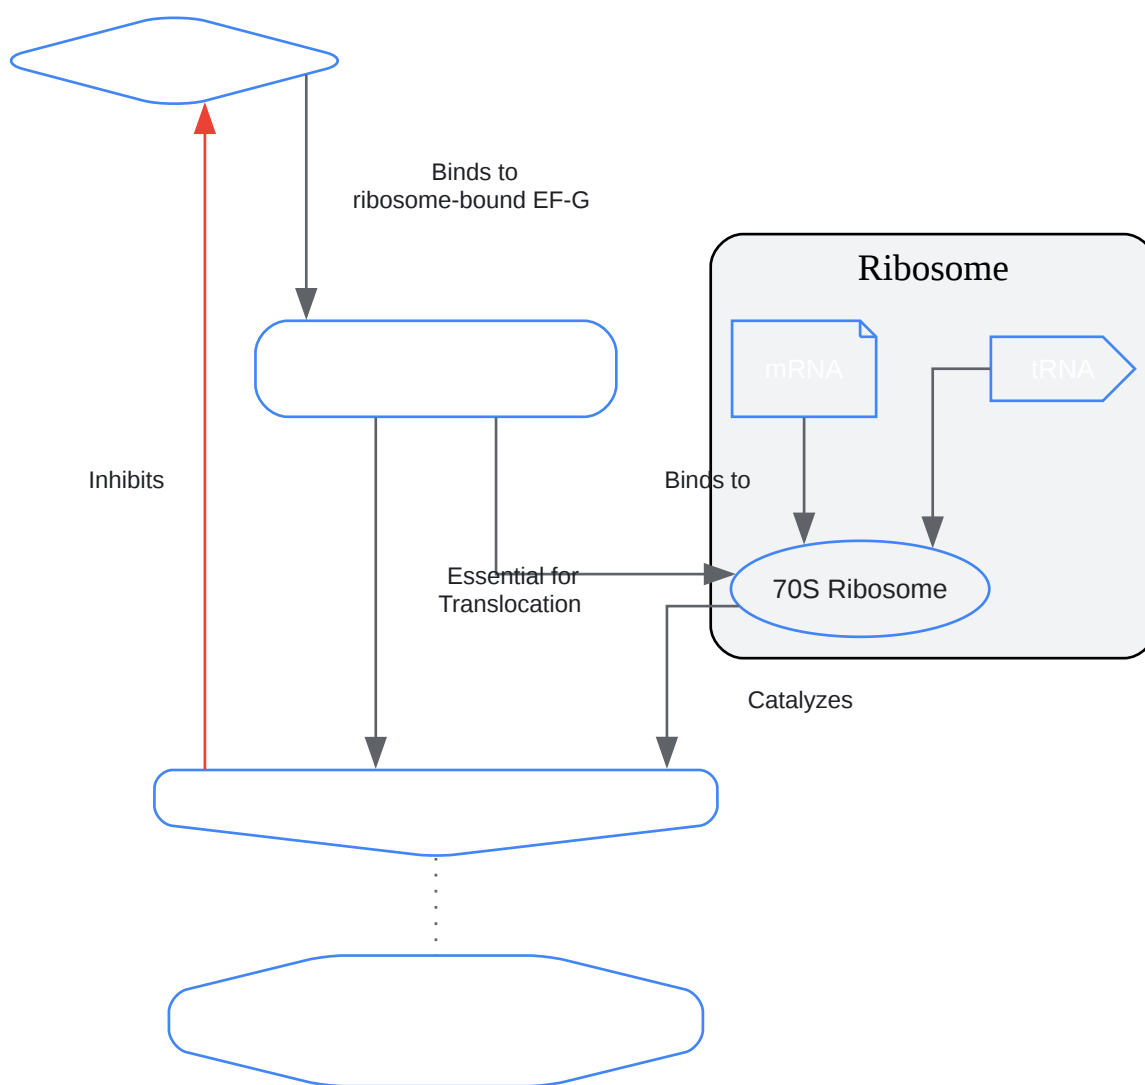 Binds to
ribosome-bound EF-G
Ribosome
mRNA
tRNA
Inhibits
Binds to
Essential for
Translocation
70S Ribosome
Catalyzes